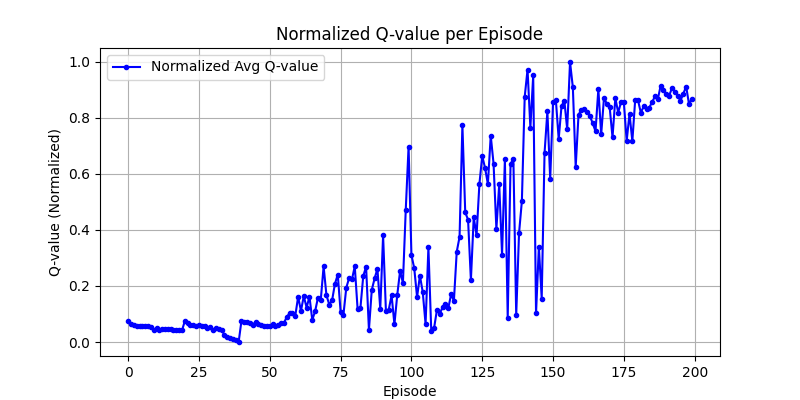 Normalized Q-value per Episode
Normalized Avg Q-value
Q-value (Normalized)
1.0
0.8
0.6
0.4
0.2
0.0
0 25 50 75 100 125 150 175 200
Episode